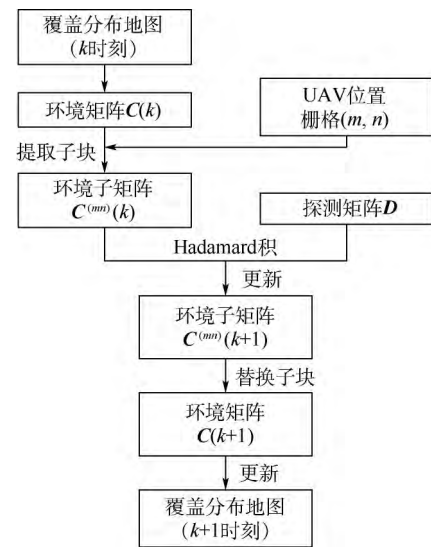 覆盖分布地图
(k时刻)
环境矩阵C(k)
UAV位置
栅格(m, n)
提取子块
环境子矩阵
C^(mn)(k)
探测矩阵D
Hadamard积
更新
环境子矩阵
C^(mn)(k+1)
替换子块
环境矩阵
C(k+1)
更新
覆盖分布地图
(k+1时刻)